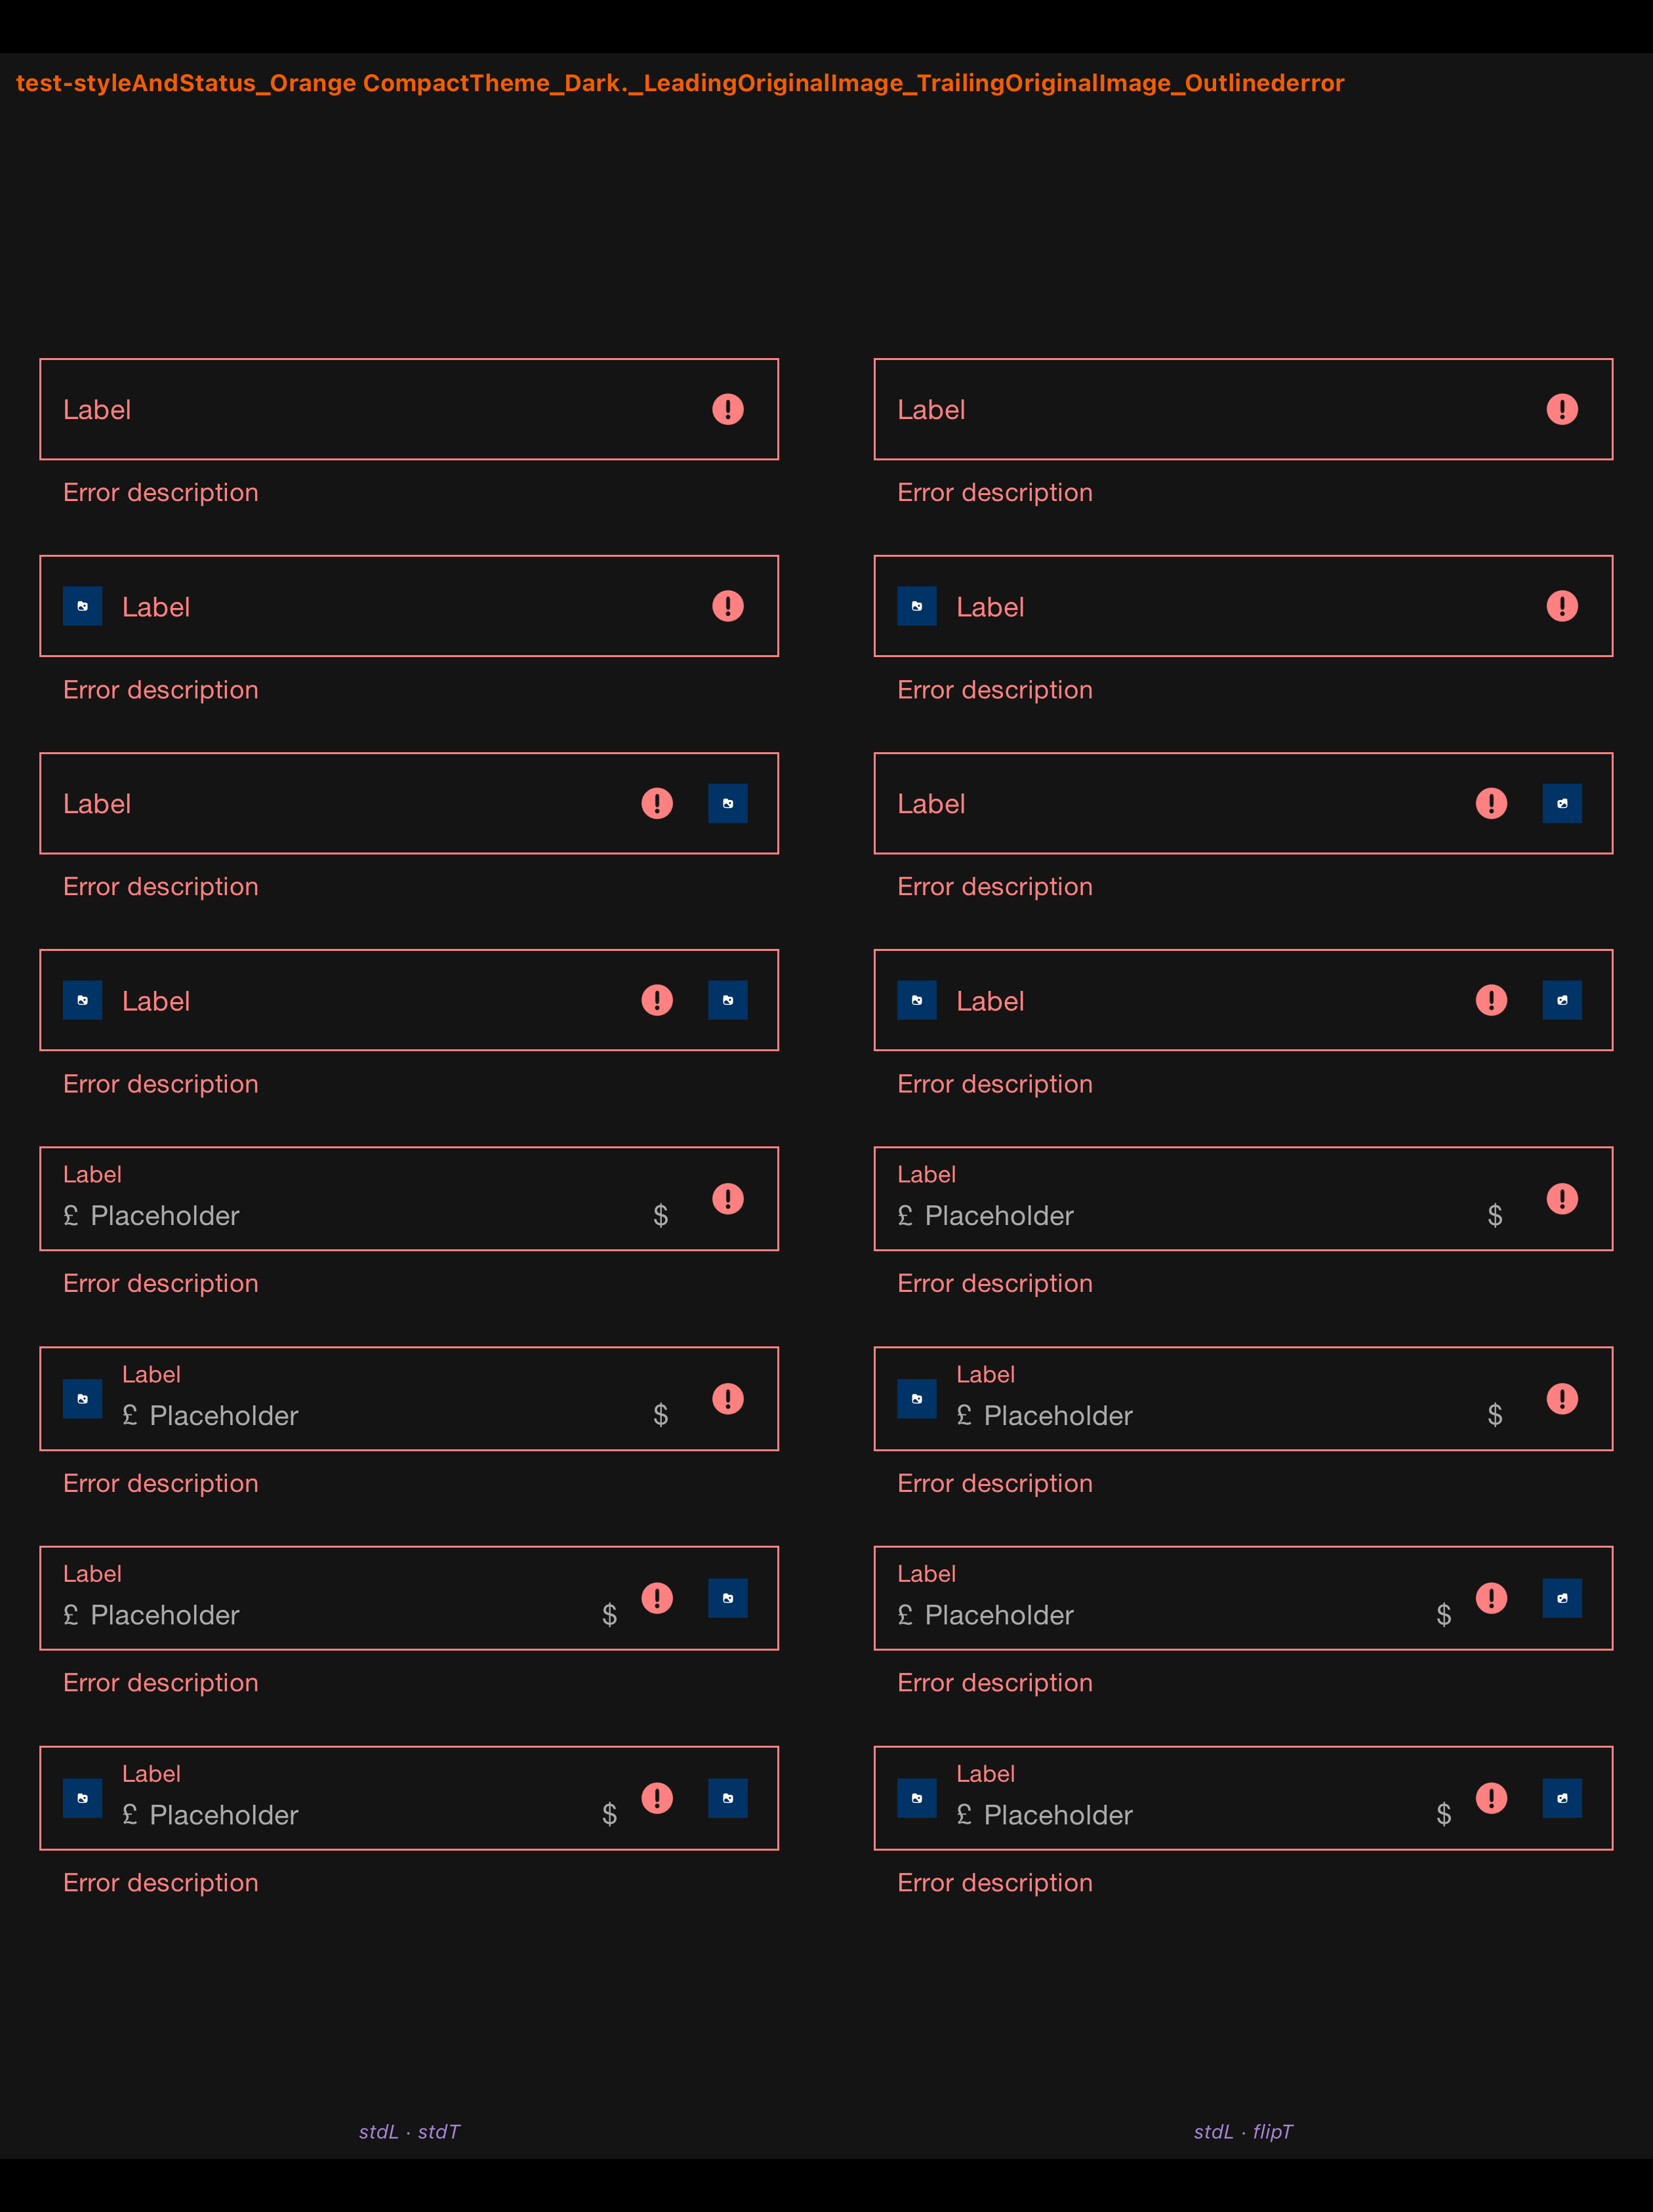 test-styleAndStatus_Orange CompactTheme_Dark._LeadingOriginalImage_TrailingOriginalImage_Outlinederror
Label
Error description
Label
Error description
Label
Error description
Label
Error description
Label
£ Placeholder $
Error description
Label
£ Placeholder $
Error description
Label
£ Placeholder $
Error description
Label
£ Placeholder $
Error description
stdL · stdT
Label
Error description
Label
Error description
Label
Error description
Label
Error description
Label
£ Placeholder $
Error description
Label
£ Placeholder $
Error description
Label
£ Placeholder $
Error description
Label
£ Placeholder $
Error description
stdL · flipT